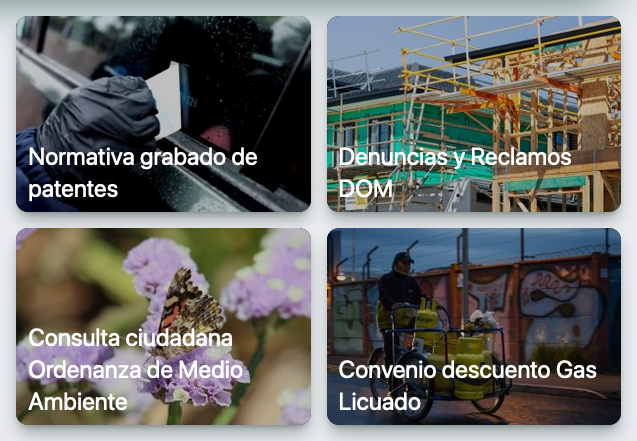 Normativa grabado de
patentes
Denuncias y Reclamos
DOM
Consulta ciudadana
Ordenanza de Medio
Ambiente
Convenio descuento Gas
Licuado